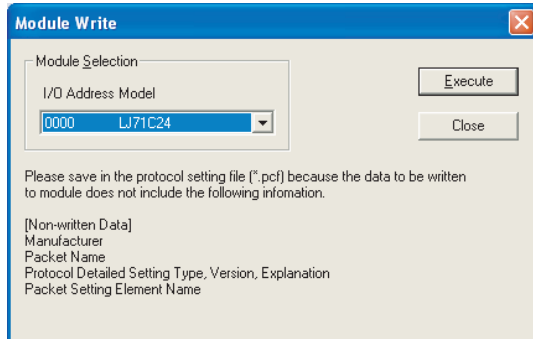 Module Write
Module Selection
I/O Address Model
0000 LJ71C24
Execute
Close
Please save in the protocol setting file (*.pcf) because the data to be written
to module does not include the following infomation.
[Non-written Data]
Manufacturer
Packet Name
Protocol Detailed Setting Type, Version, Explanation
Packet Setting Element Name